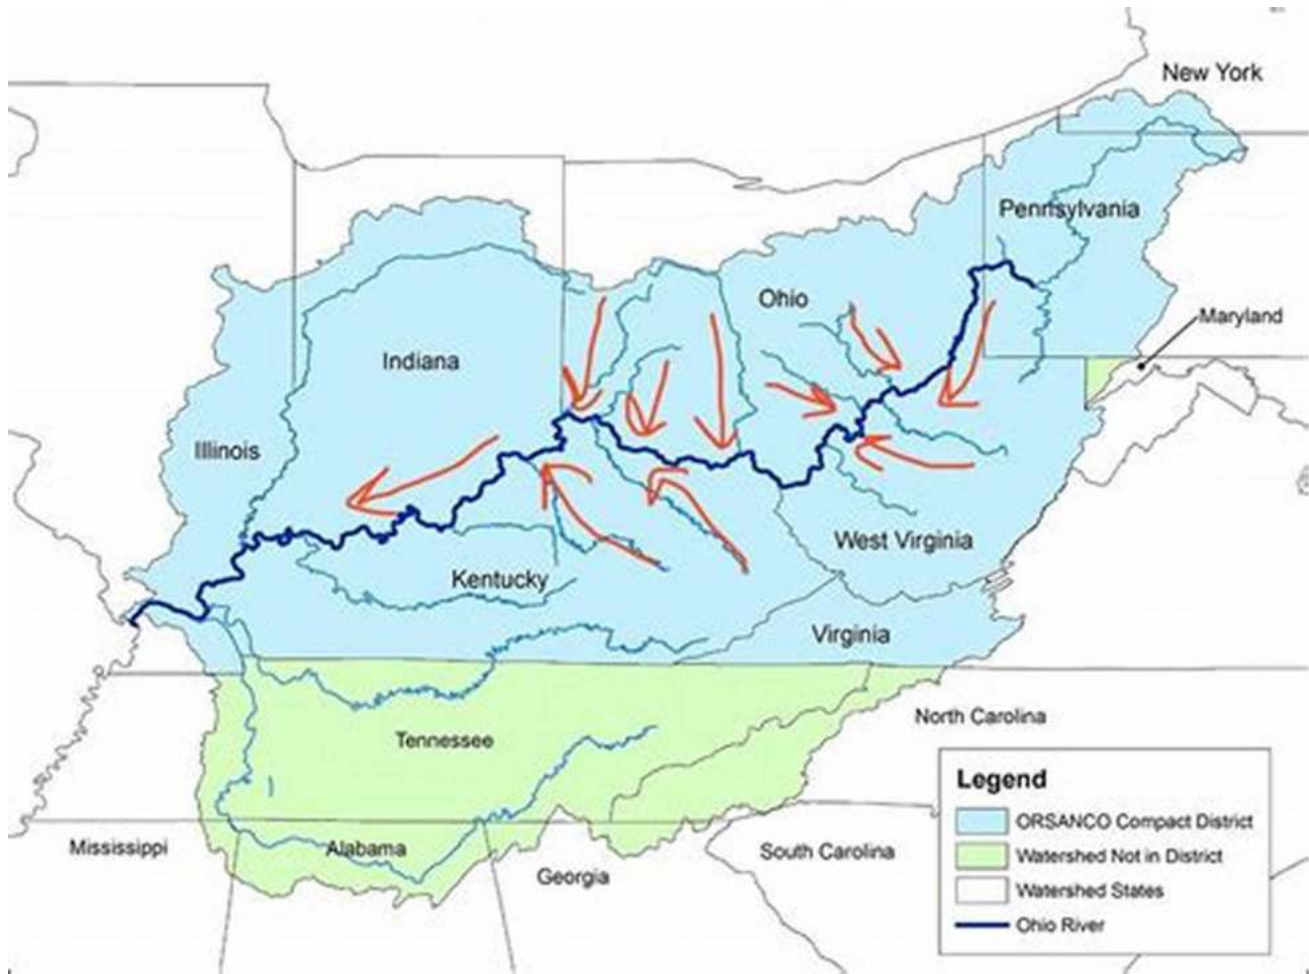 New York
Pennsylvania
Maryland
Ohio
Indiana
Illinois
West Virginia
Kentucky
Virginia
North Carolina
Tennessee
Legend
ORSANCO Compact District
Watershed Not in District
Watershed States
Ohio River
Mississippi
Alabama
Georgia
South Carolina